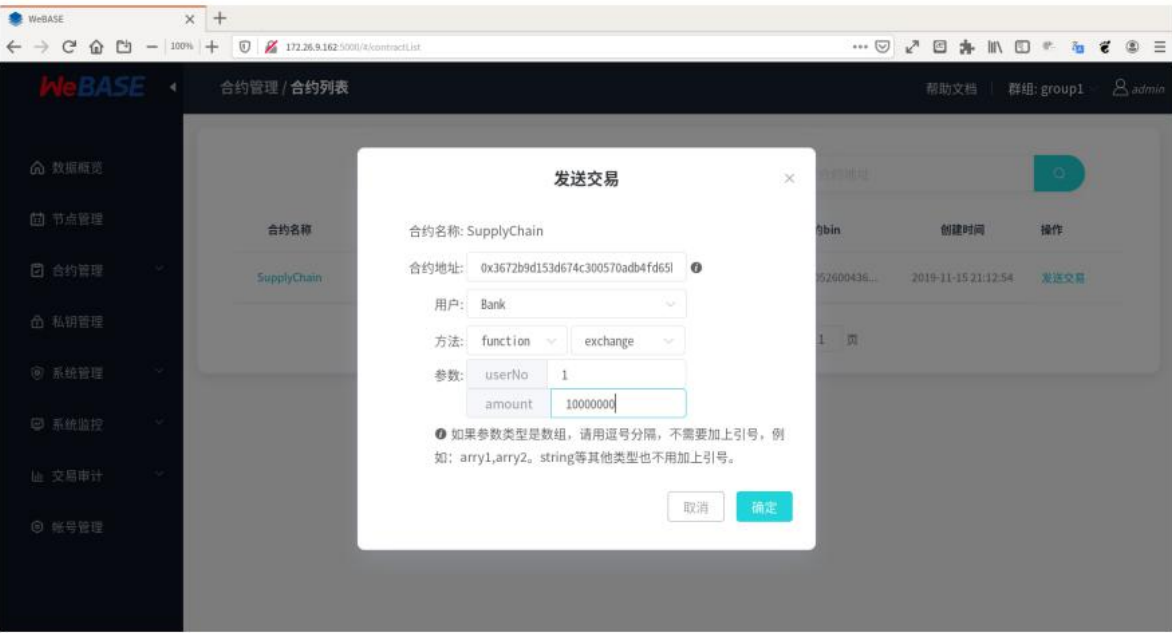 WeBASE
100%
172.26.9.162:5000/#/contractList
WeBASE
合约管理 / 合约列表
帮助文档
群组: group1
admin
数据概览
节点管理
合约管理
私钥管理
系统管理
系统监控
交易审计
帐号管理
合约名称
bin
创建时间
操作
SupplyChain
052600436...
2019-11-15 21:12:54
发送交易
1 页
发送交易
合约名称: SupplyChain
合约地址: 0x3672b9d153d674c300570adb4fd65
用户: Bank
方法: function exchange
参数: userNo 1
amount 10000000
如果参数类型是数组，请用逗号分隔，不需要加上引号，例
如：arry1,arry2。string等其他类型也不用加上引号。
取消
确定